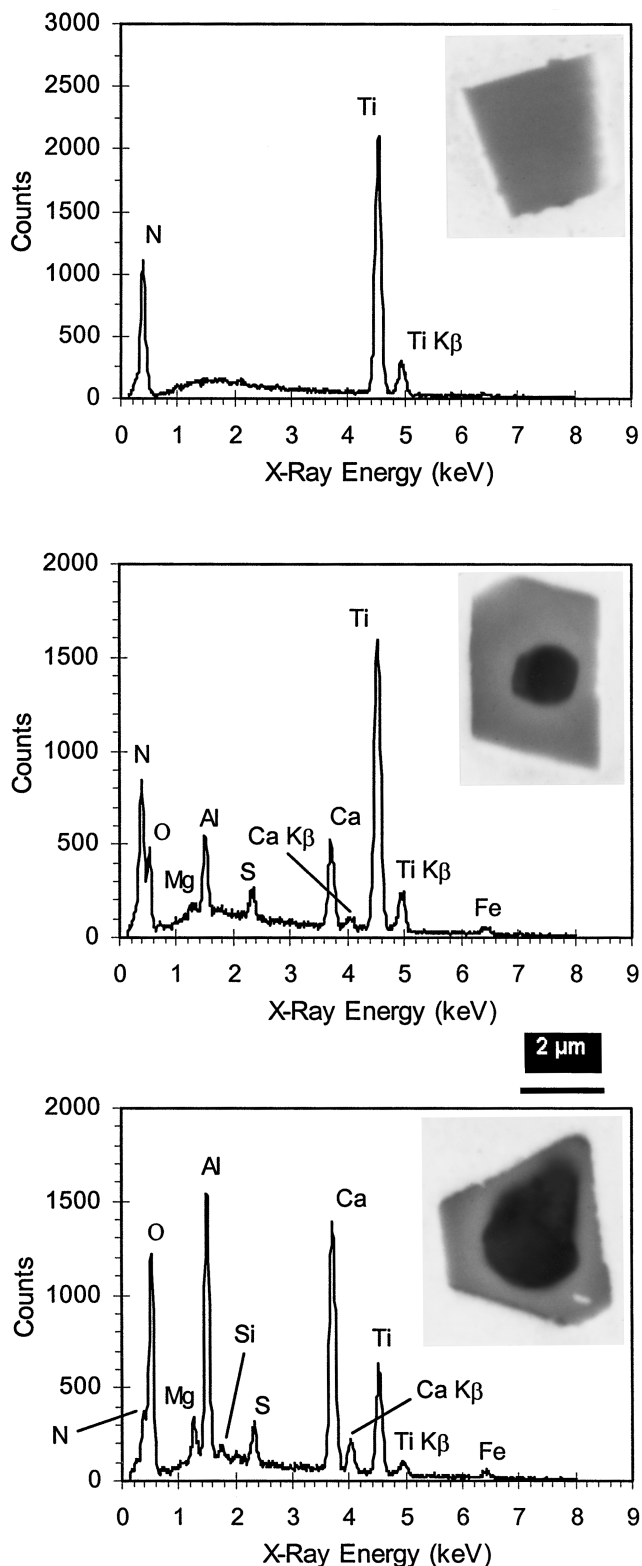 3000
2500
2000
1500
1000
500
0
Counts
N
Ti
Ti Kβ
0 1 2 3 4 5 6 7 8 9
X-Ray Energy (keV)
2000
1500
1000
500
0
Counts
N
O
Mg
Al
S
Ca Kβ
Ca
Ti
Ti Kβ
Fe
0 1 2 3 4 5 6 7 8 9
X-Ray Energy (keV)
2 µm
2000
1500
1000
500
0
Counts
N
O
Mg
Al
Si
S
Ca
Ca Kβ
Ti
Ti Kβ
Fe
0 1 2 3 4 5 6 7 8 9
X-Ray Energy (keV)